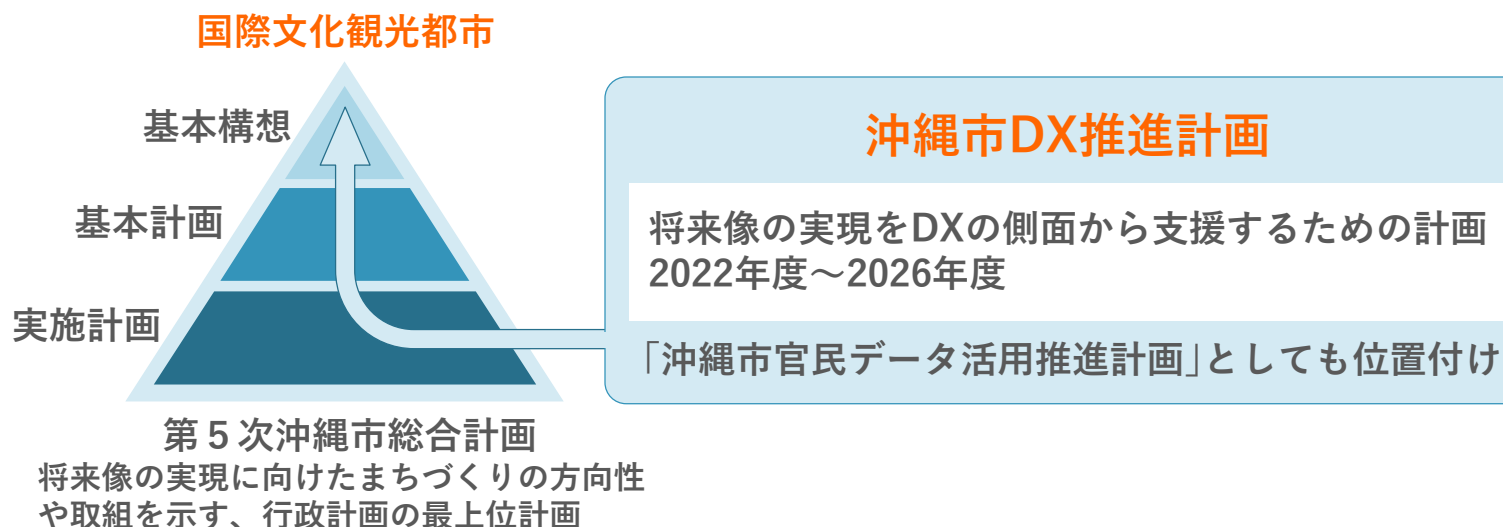 国際文化観光都市
基本構想
基本計画
実施計画
第５次沖縄市総合計画
将来像の実現に向けたまちづくりの方向性
や取組を示す、行政計画の最上位計画
沖縄市DX推進計画
将来像の実現をDXの側面から支援するための計画
2022年度～2026年度
｢沖縄市官民データ活用推進計画｣としても位置付け